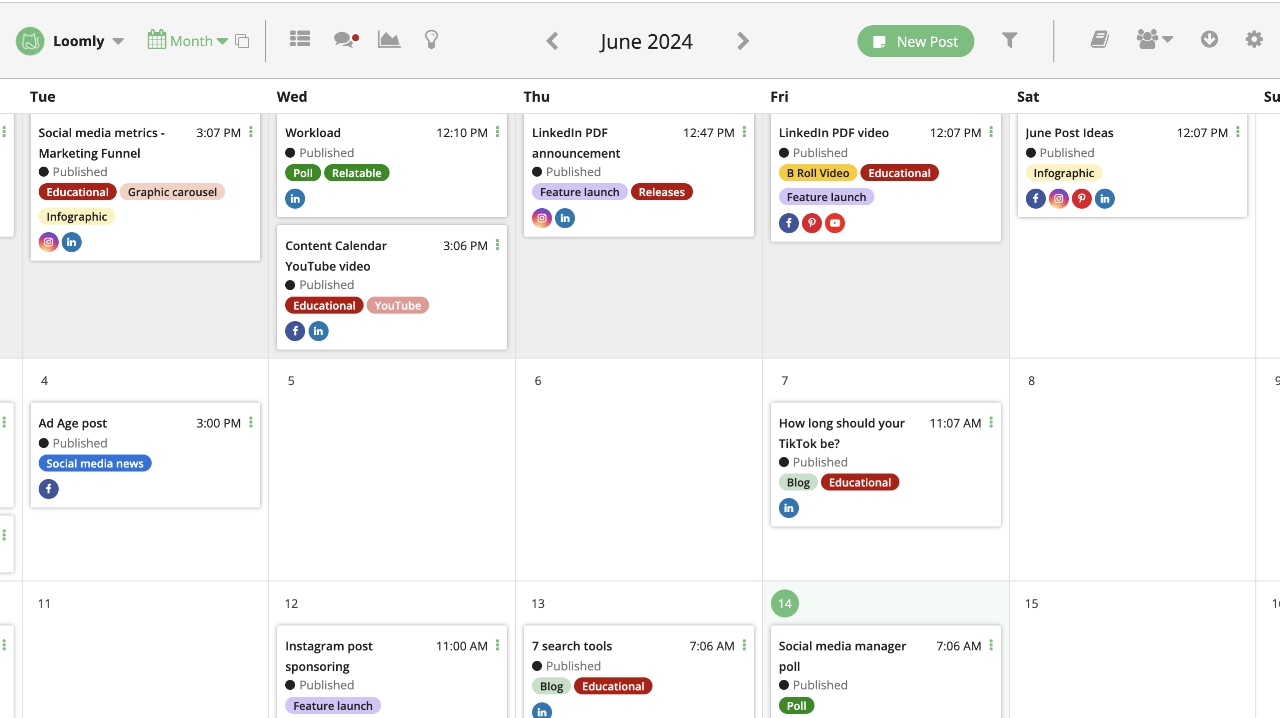 Loomly
Month
June 2024
New Post
Tue
Wed
Thu
Fri
Sat
Su
Social media metrics - 3:07 PM
Marketing Funnel
Published
Educational Graphic carousel
Infographic
Workload 12:10 PM
Published
Poll Relatable
Content Calendar 3:06 PM
YouTube video
Published
Educational YouTube
LinkedIn PDF 12:47 PM
announcement
Published
Feature launch Releases
LinkedIn PDF video 12:07 PM
Published
B Roll Video Educational
Feature launch
June Post Ideas 12:07 PM
Published
Infographic
4
Ad Age post 3:00 PM
Published
Social media news
5
6
7
How long should your 11:07 AM
TikTok be?
Published
Blog Educational
8
9
11
12
Instagram post 11:00 AM
sponsoring
Published
Feature launch
13
7 search tools 7:06 AM
Published
Blog Educational
14
Social media manager 7:06 AM
poll
Published
Poll
15